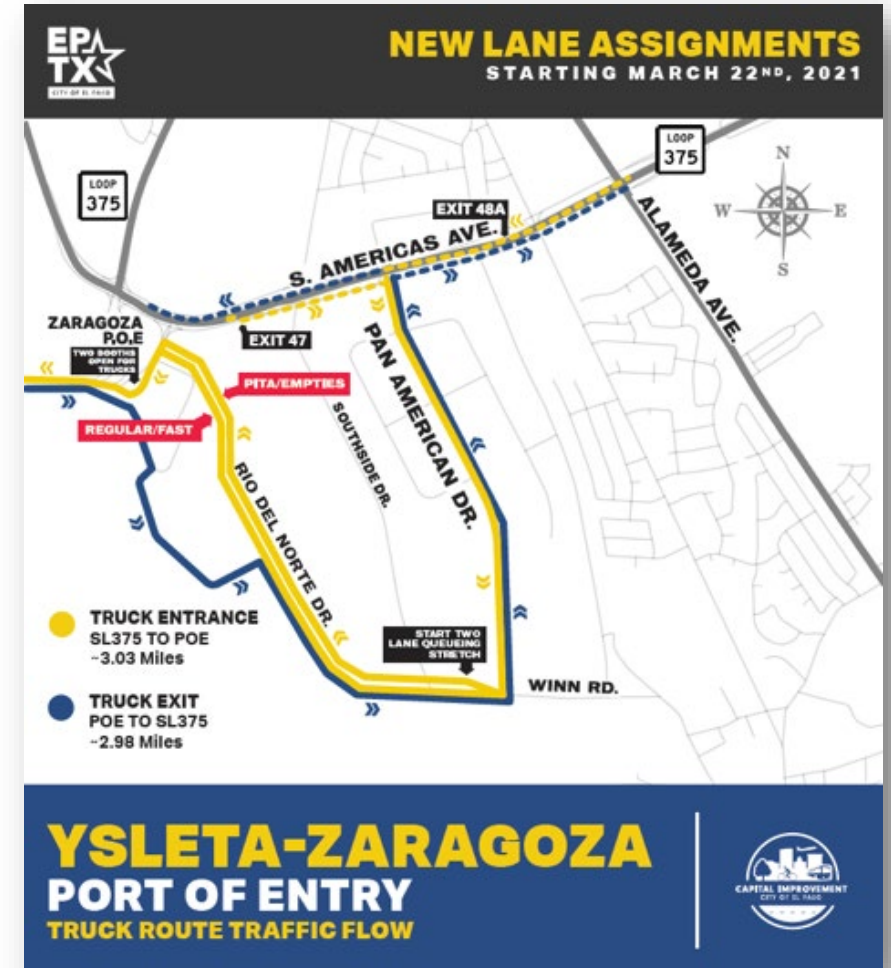 EP
TX
CITY OF EL PASO
NEW LANE ASSIGNMENTS
STARTING MARCH 22ND, 2021
LOOP
375
LOOP
375
N
W
E
S
EXIT 48A
S. AMERICAS AVE.
ALAMEDA AVE.
ZARAGOZA
P.O.E
TWO BOOTHS
OPEN FOR
TRUCKS
EXIT 47
PITA/EMPTIES
REGULAR/FAST
PAN AMERICAN DR.
SOUTHSIDE DR.
RIO DEL NORTE DR.
START TWO
LANE QUEUEING
STRETCH
WINN RD.
TRUCK ENTRANCE
SL375 TO POE
~3.03 Miles
TRUCK EXIT
POE TO SL375
~2.98 Miles
YSLETA-ZARAGOZA
PORT OF ENTRY
TRUCK ROUTE TRAFFIC FLOW
CAPITAL IMPROVEMENT
CITY OF EL PASO